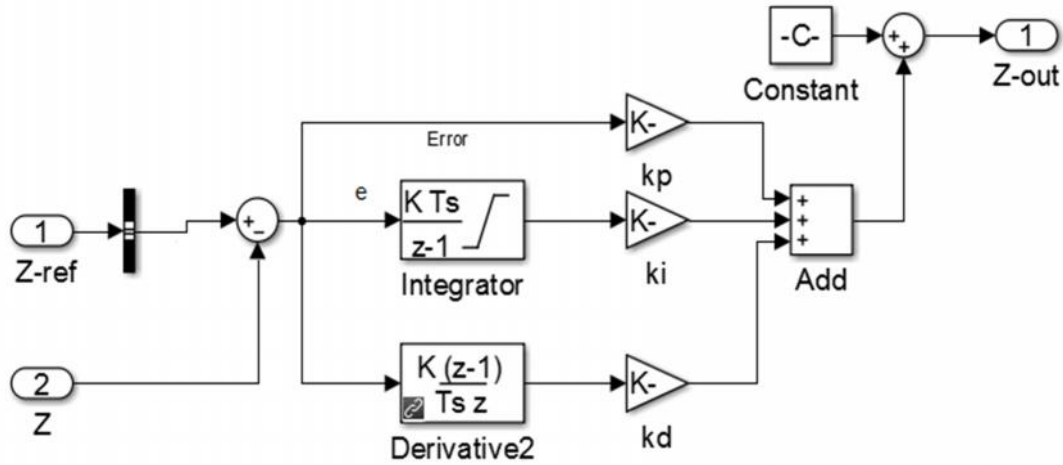 -C-
+
+
1
Constant
Z-out
Error
K-
kp
e
K Ts
z-1
K-
+
+
+
1
+
−
Z-ref
Integrator
ki
Add
2
K (z-1)
Ts z
K-
Z
Derivative2
kd